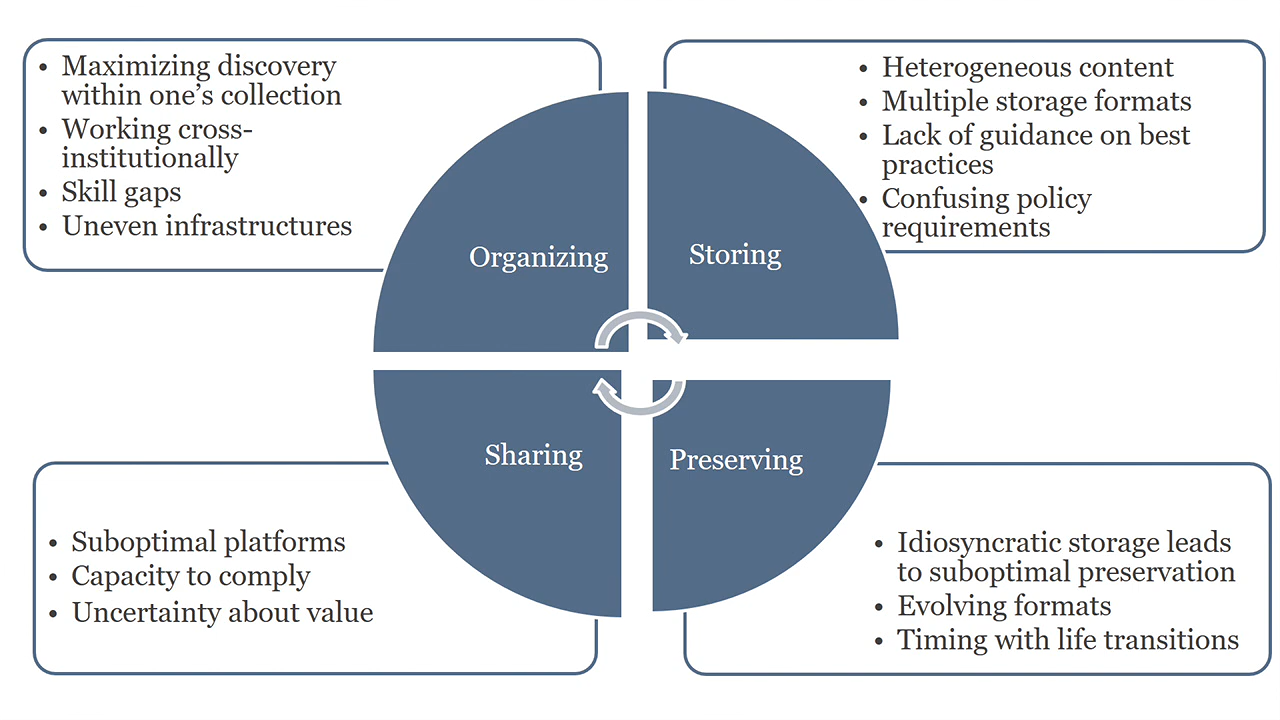 • Maximizing discovery
within one’s collection
• Working cross-
institutionally
• Skill gaps
• Uneven infrastructures
Organizing
• Heterogeneous content
• Multiple storage formats
• Lack of guidance on best
practices
• Confusing policy
requirements
Storing
Sharing
• Suboptimal platforms
• Capacity to comply
• Uncertainty about value
Preserving
• Idiosyncratic storage leads
to suboptimal preservation
• Evolving formats
• Timing with life transitions